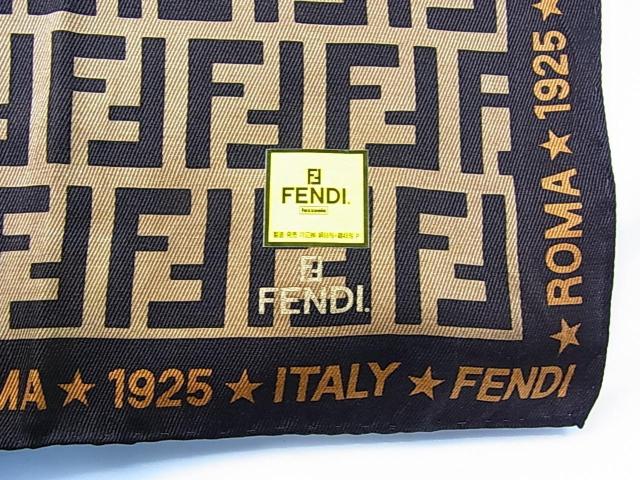 FENDI.
FENDI.
MA ★ 1925 ★ ITALY ★ FENDI
★ ROMA ★ 1925 ★